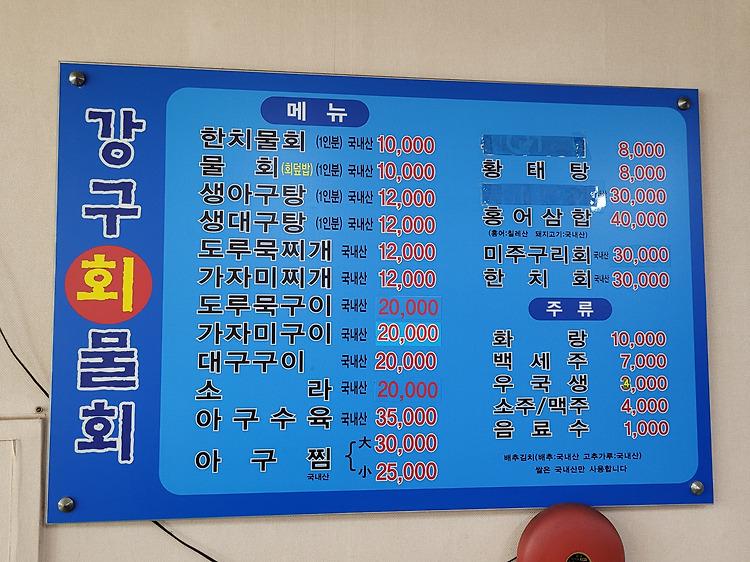 강구회물회
메 뉴
한치물회 (1인분) 국내산 10,000
물 회 (회덮밥) (1인분) 국내산 10,000
생아구탕 (1인분) 국내산 12,000
생대구탕 (1인분) 국내산 12,000
도루묵찌개 국내산 12,000
가자미찌개 국내산 12,000
도루묵구이 국내산 20,000
가자미구이 국내산 20,000
대구구이 국내산 20,000
소 라 국내산 20,000
아구수육 국내산 35,000
아 구 찜 국내산 大 30,000
小 25,000
8,000
황 태 탕 8,000
30,000
홍어삼합 40,000
(홍어:칠레산 돼지고기:국내산)
미주구리회 국내산 30,000
한 치 회 국내산 30,000
주 류
화 랑 10,000
백 세 주 7,000
우 국 생 3,000
소주/맥주 4,000
음 료 수 1,000
배추김치(배추:국내산 고추가루:국내산)
쌀은 국내산만 사용합니다